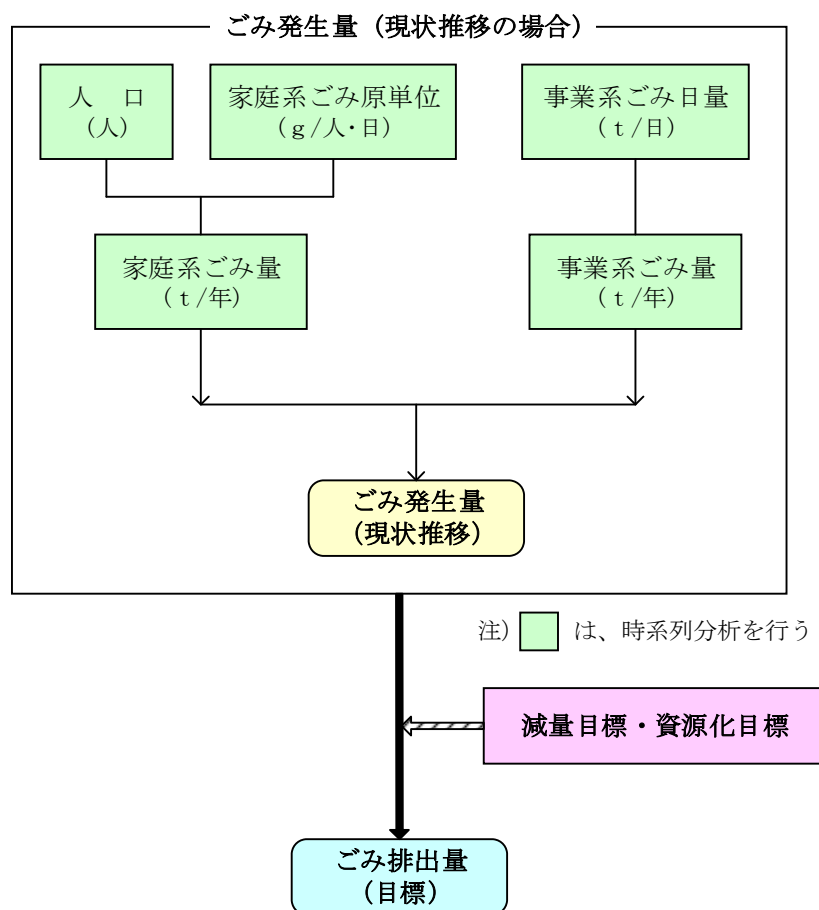 ごみ発生量（現状推移の場合）
人　口
(人)
家庭系ごみ原単位
(ｇ/人・日)
事業系ごみ日量
(ｔ/日)
家庭系ごみ量
(ｔ/年)
事業系ごみ量
(ｔ/年)
ごみ発生量
（現状推移）
注) は、時系列分析を行う
減量目標・資源化目標
ごみ排出量
（目標）